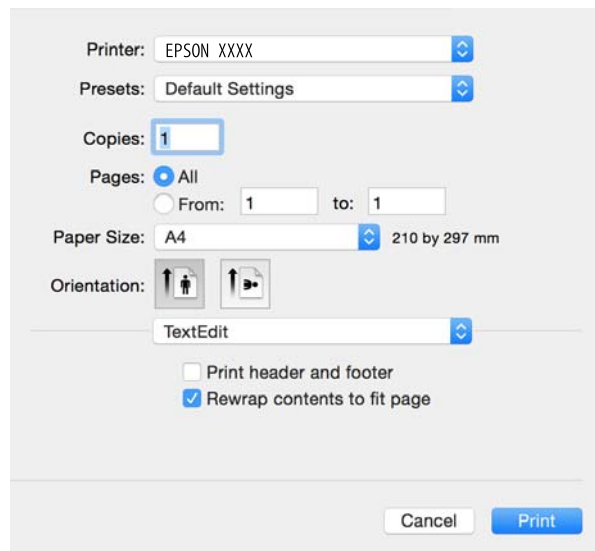 Printer: EPSON XXXX
Presets: Default Settings
Copies: 1
Pages: All
From: 1 to: 1
Paper Size: A4 210 by 297 mm
Orientation:
TextEdit
Print header and footer
Rewrap contents to fit page
Cancel Print